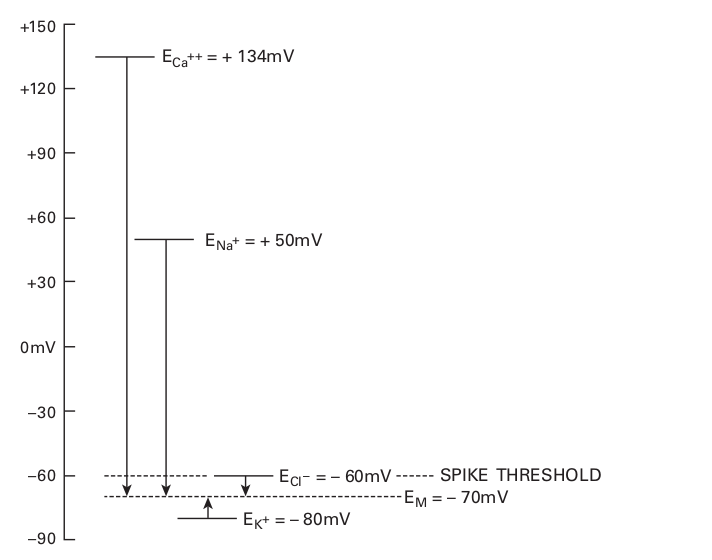 +150
E_Ca++ = + 134mV
+120
+90
+60
E_Na+ = + 50mV
+30
0mV
–30
–60
E_Cl– = – 60mV
SPIKE THRESHOLD
E_M = – 70mV
E_K+ = – 80mV
–90